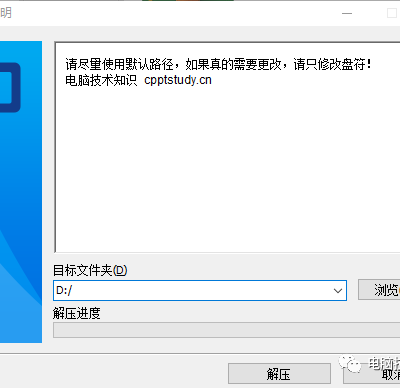 明
请尽量使用默认路径，如果真的需要更改，请只修改盘符！
电脑技术知识 cpptstudy.cn
目标文件夹(D)
D:/
浏览
解压进度
解压
取消
电脑技